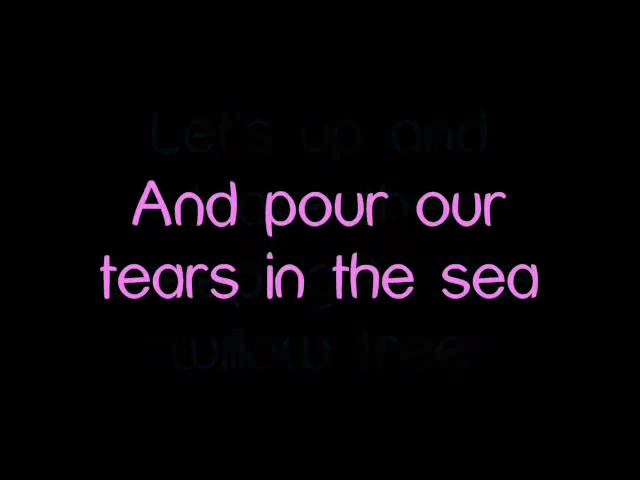 Let's up and
And pour our
tears in the sea
willow tree